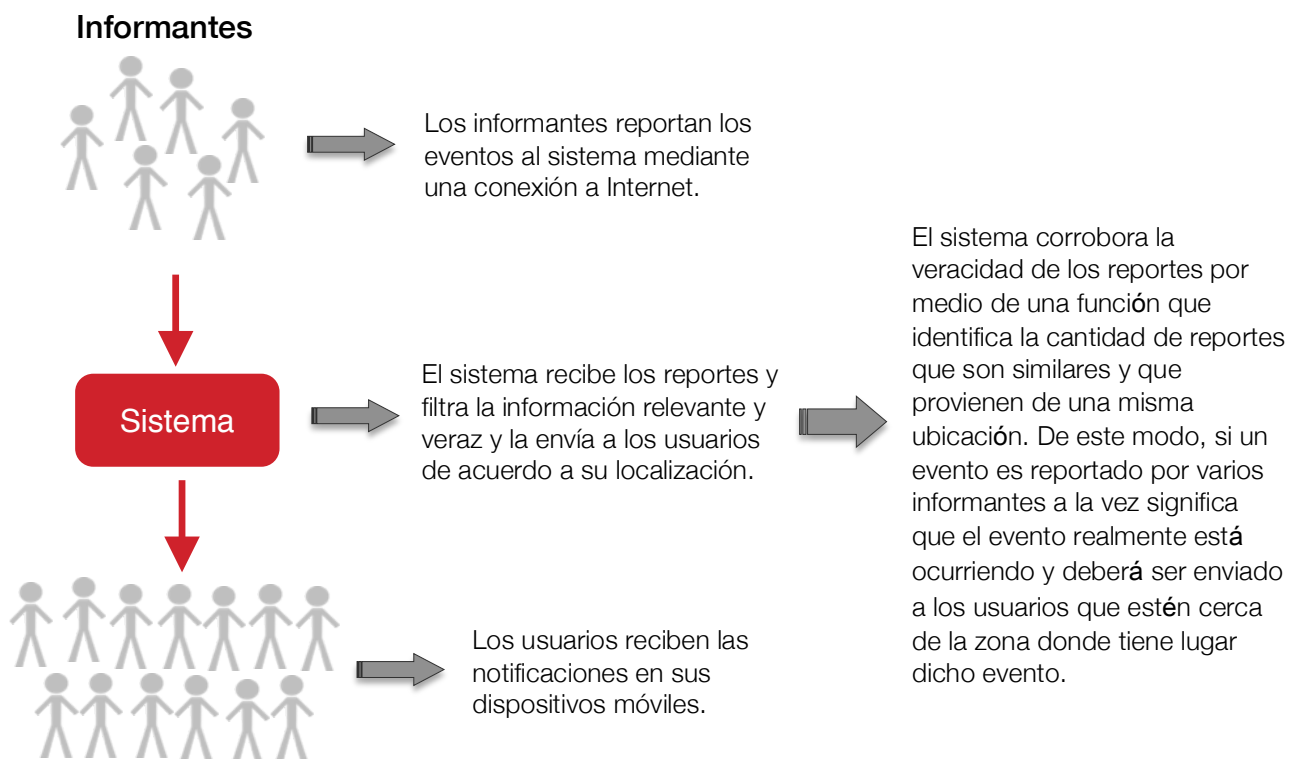 Informantes
Los informantes reportan los
eventos al sistema mediante
una conexión a Internet.
Sistema
El sistema recibe los reportes y
filtra la información relevante y
veraz y la envía a los usuarios
de acuerdo a su localización.
El sistema corrobora la
veracidad de los reportes por
medio de una función que
identifica la cantidad de reportes
que son similares y que
provienen de una misma
ubicación. De este modo, si un
evento es reportado por varios
informantes a la vez significa
que el evento realmente está
ocurriendo y deberá ser enviado
a los usuarios que estén cerca
de la zona donde tiene lugar
dicho evento.
Los usuarios reciben las
notificaciones en sus
dispositivos móviles.